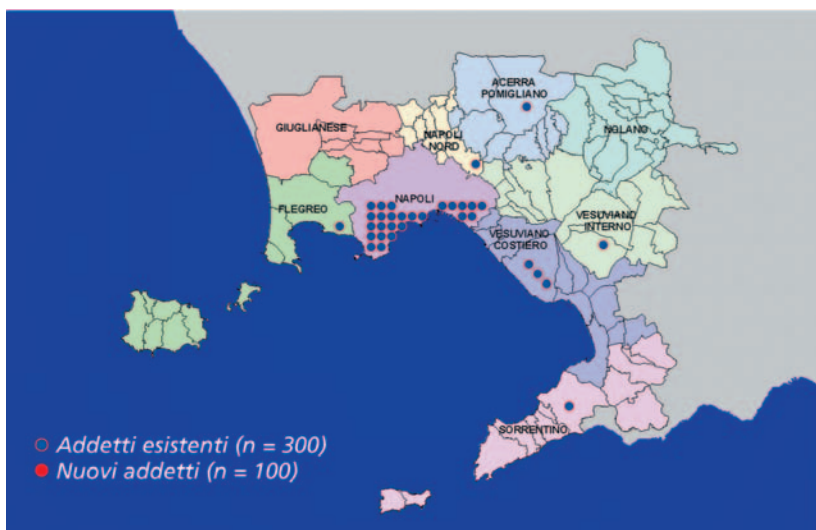 ACERRA
POMIGLIANO
GIUGLIANESE
NAPOLI
NORD
NOLANO
NAPOLI
FLEGREO
VESUVIANO
INTERNO
VESUVIANO
COSTIERO
SORRENTINO
Addetti esistenti (n = 300)
Nuovi addetti (n = 100)